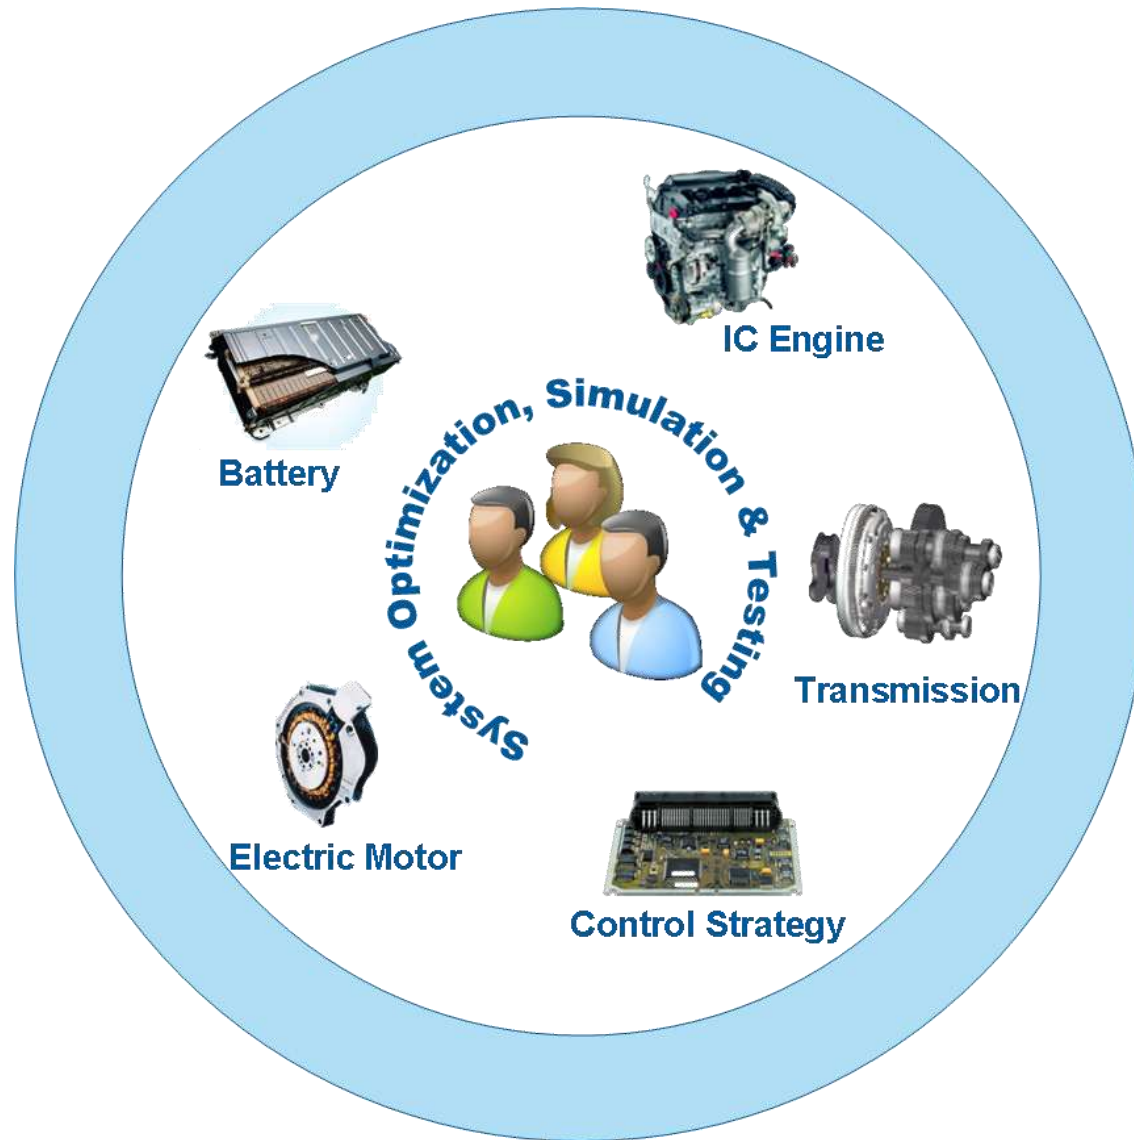 IC Engine
Battery
System Optimization, Simulation & Testing
Transmission
Electric Motor
Control Strategy